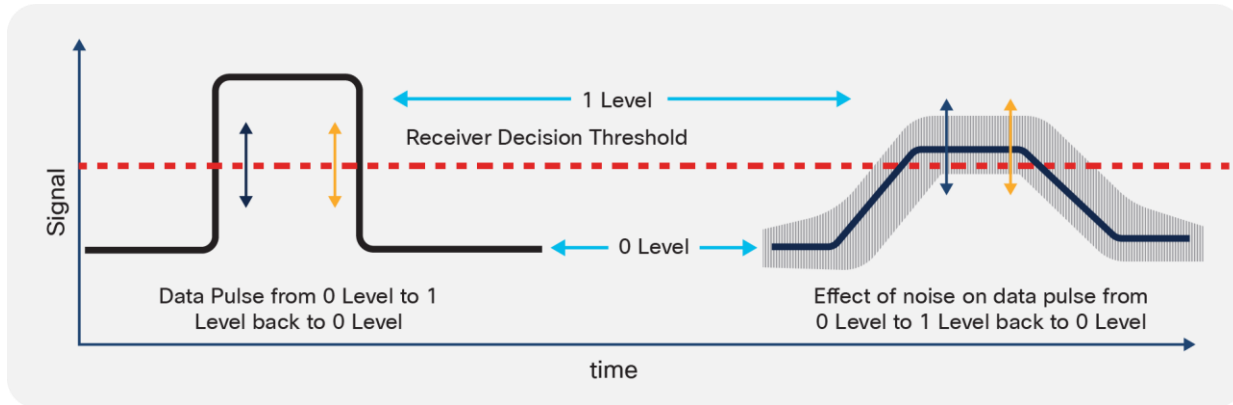 1 Level
Receiver Decision Threshold
Signal
0 Level
Data Pulse from 0 Level to 1
Level back to 0 Level
Effect of noise on data pulse from
0 Level to 1 Level back to 0 Level
time